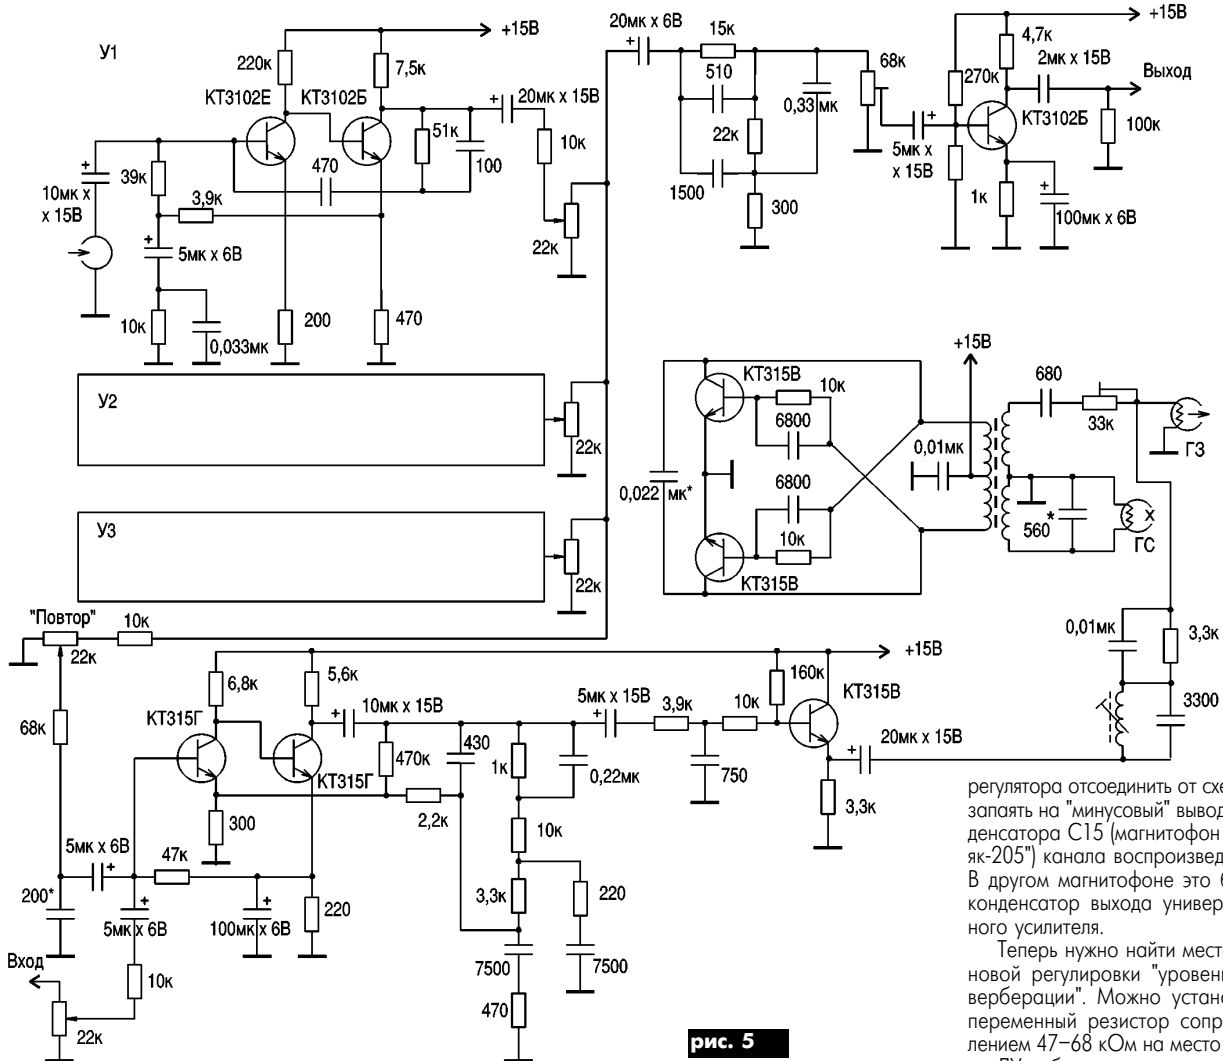 У1
+15В
220к
7,5к
КТ3102Е
КТ3102Б
20мк х 15В
51к
100
10к
39к
470
10мк х
х 15В
3,9к
5мк х 6В
22к
10к
0,033мк
200
470
20мк х 6В
15к
510
22к
0,33 мк
1500
300
68к
+15В
4,7к
270к
2мк х 15В
Выход
КТ3102Б
100к
5мк х
х 15В
1к
100мк х 6В
У2
22к
У3
22к
КТ315В
10к
6800
0,022 мк*
6800
10к
КТ315В
+15В
0,01мк
680
33к
ГЗ
*
560
Х
ГС
0,01мк
3,3к
3300
"Повтор"
10к
22к
+15В
6,8к
5,6к
68к
КТ315Г
10мк х 15В
КТ315Г
470к
430
1к
0,22мк
300
2,2к
10к
5мк х 15В
3,9к
10к
160к
КТ315В
750
20мк х 15В
3,3к
5мк х 6В
47к
200*
5мк х 6В
100мк х 6В
220
3,3к
220
7500
7500
470
Вход
10к
22к
рис. 5
регулятора отсоединить от схе
запаять на "минусовый" вывод
денсатора С15 (магнитофон
як-205") канала воспроизвед
В другом магнитофоне это
конденсатор выхода универ
ного усилителя.
Теперь нужно найти место
новой регулировки "уровен
верберации". Можно устано
переменный резистор сопр
лением 47–68 кОм на место